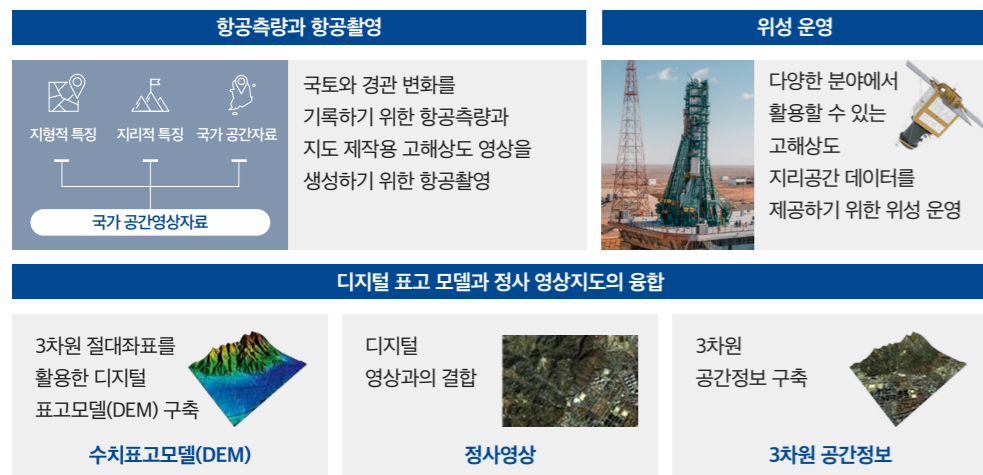 항공측량과 항공촬영
지형적 특징
지리적 특징
국가 공간자료
국가 공간영상자료
국토와 경관 변화를
기록하기 위한 항공측량과
지도 제작용 고해상도 영상을
생성하기 위한 항공촬영
위성 운영
다양한 분야에서
활용할 수 있는
고해상도
지리공간 데이터를
제공하기 위한 위성 운영
디지털 표고 모델과 정사 영상지도의 융합
3차원 절대좌표를
활용한 디지털
표고모델(DEM) 구축
수치표고모델(DEM)
디지털
영상과의 결합
정사영상
3차원
공간정보 구축
3차원 공간정보